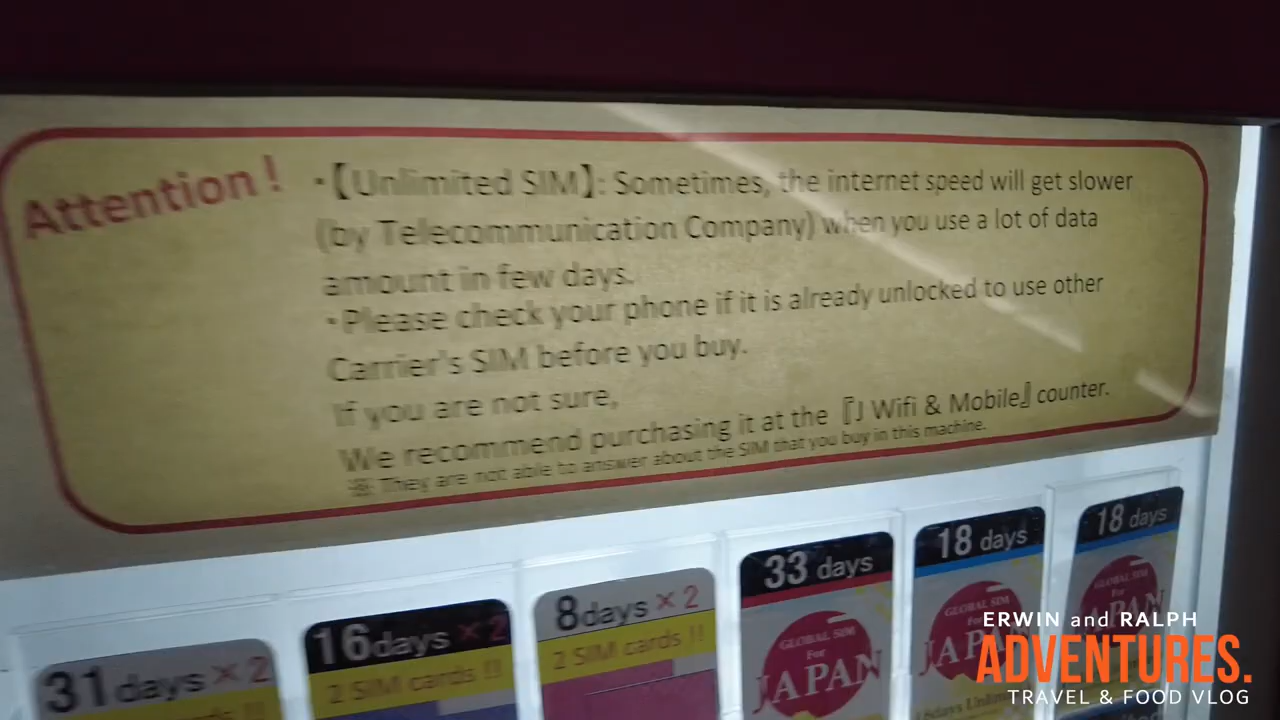 Attention!
・【Unlimited SIM】: Sometimes, the internet speed will get slower
(by Telecommunication Company) when you use a lot of data
amount in few days.
・Please check your phone if it is already unlocked to use other
Carrier's SIM before you buy.
If you are not sure,
We recommend purchasing it at the 『J Wifi & Mobile』 counter.
※ They are not able to answer about the SIM that you buy in this machine.
31 days × 2
cards !!
16days × 2
2 SIM cards !!
8days × 2
2 SIM cards !!
33 days
GLOBAL SIM
For
JAPAN
18 days
GLOBAL SIM
For
JAPAN
18 days
GLOBAL SIM
JAPAN
ERWIN and RALPH
ADVENTURES.
TRAVEL & FOOD VLOG